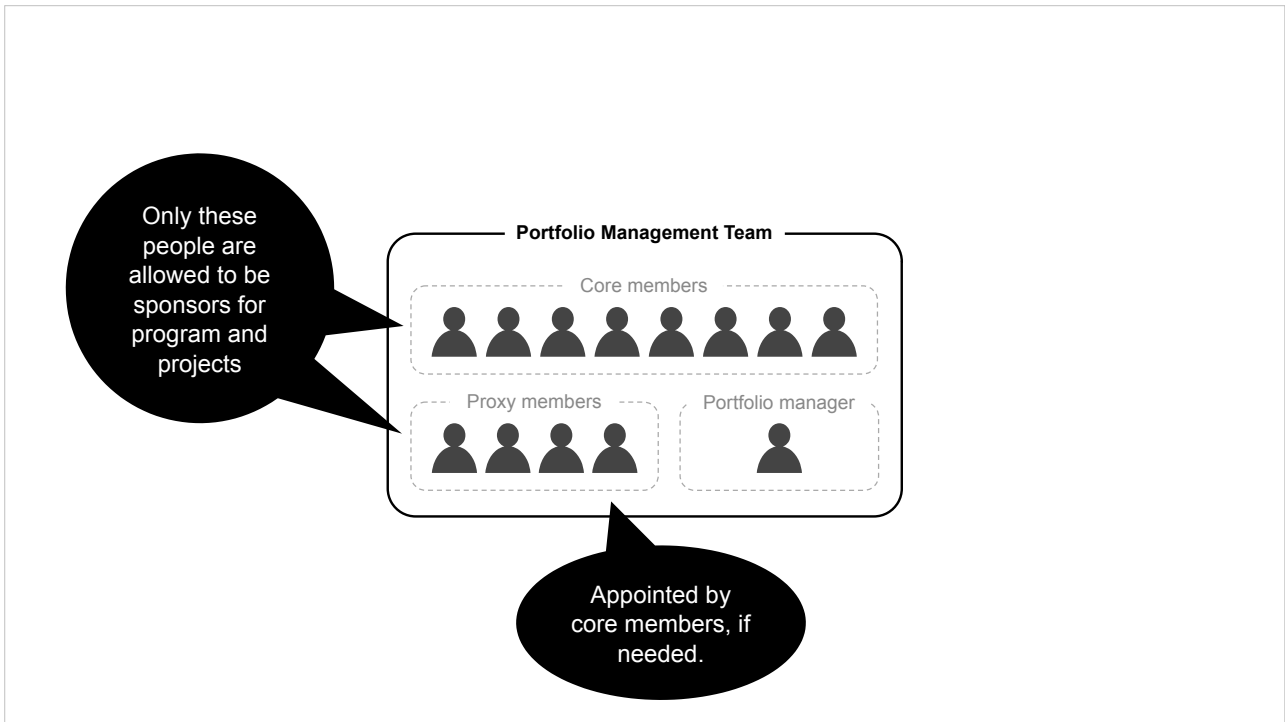 Only these
people are
allowed to be
sponsors for
program and
projects
Portfolio Management Team
Core members
Proxy members
Portfolio manager
Appointed by
core members, if
needed.